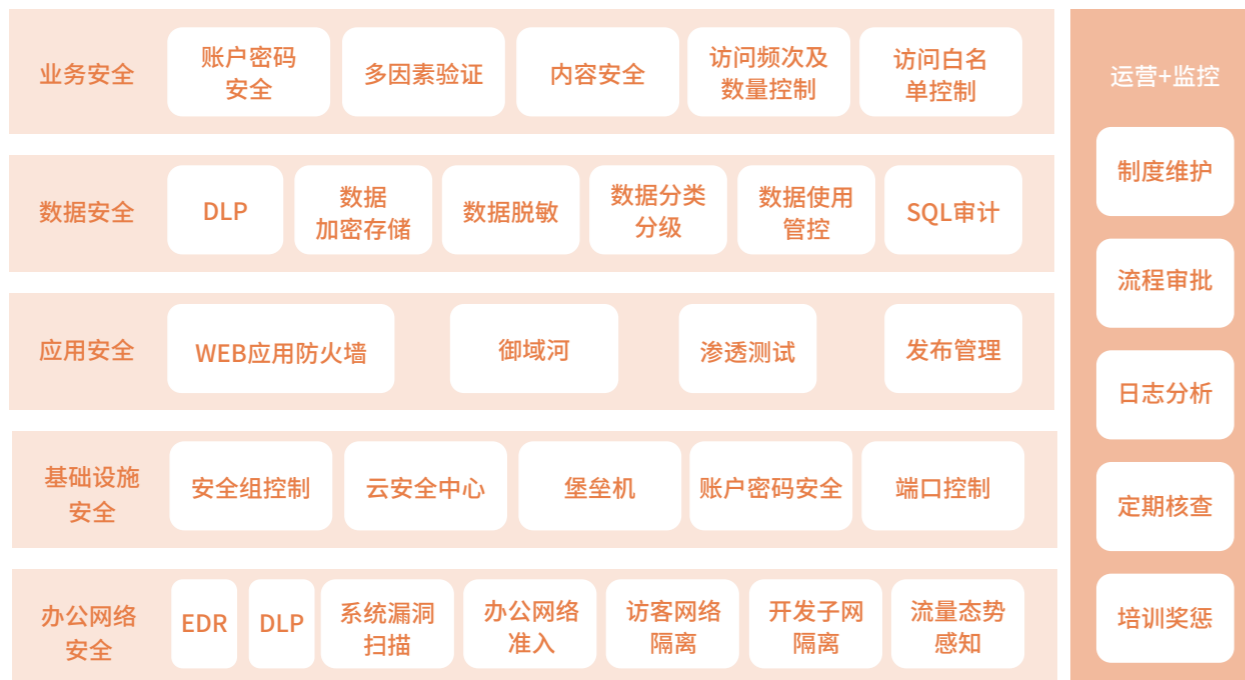 业务安全
账户密码
安全
多因素验证
内容安全
访问频次及
数量控制
访问白名
单控制
数据安全
DLP
数据
加密存储
数据脱敏
数据分类
分级
数据使用
管控
SQL审计
应用安全
WEB应用防火墙
御域河
渗透测试
发布管理
基础设施
安全
安全组控制
云安全中心
堡垒机
账户密码安全
端口控制
办公网络
安全
EDR
DLP
系统漏洞
扫描
办公网络
准入
访客网络
隔离
开发子网
隔离
流量态势
感知
运营+监控
制度维护
流程审批
日志分析
定期核查
培训奖惩